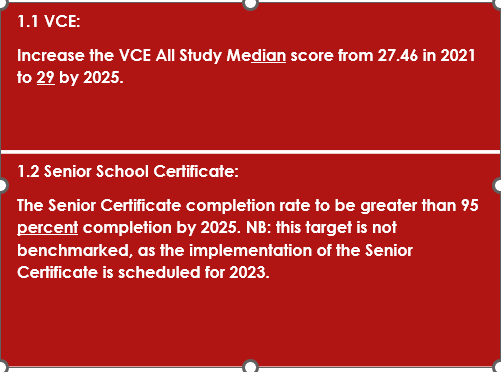 1.1 VCE:
Increase the VCE All Study Median score from 27.46 in 2021
to 29 by 2025.
1.2 Senior School Certificate:
The Senior Certificate completion rate to be greater than 95
percent completion by 2025. NB: this target is not
benchmarked, as the implementation of the Senior
Certificate is scheduled for 2023.